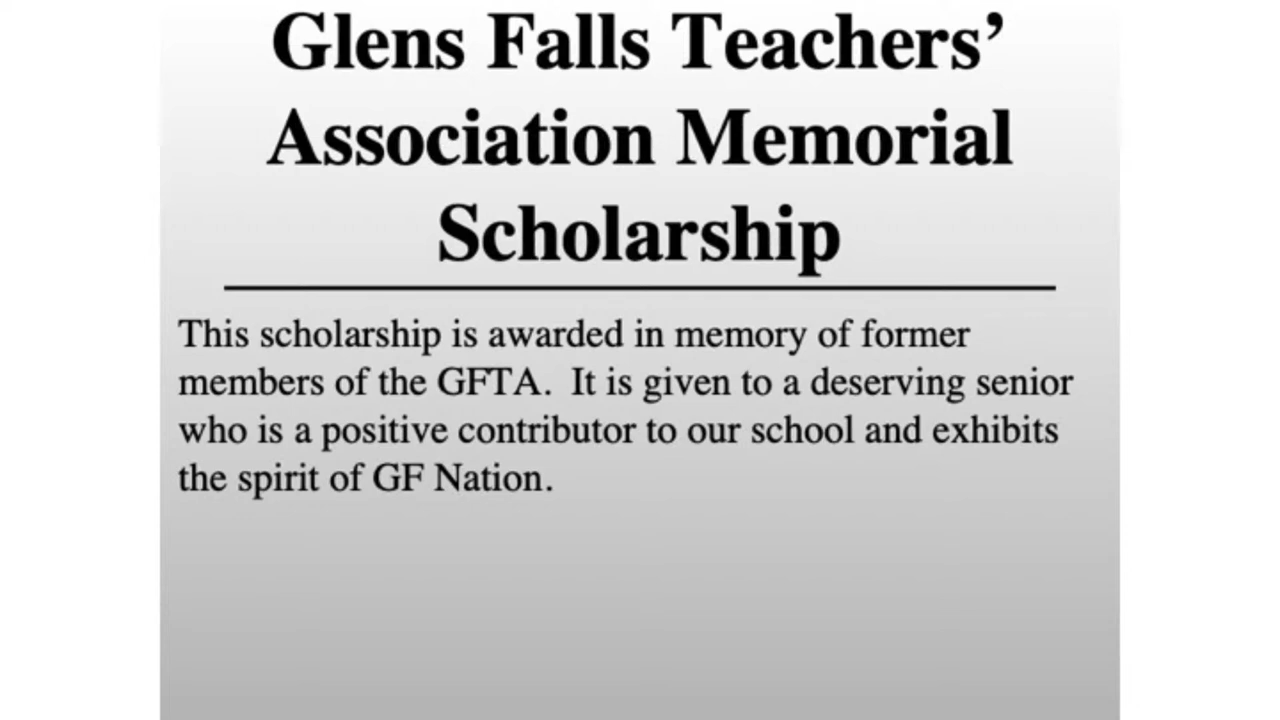 Glens Falls Teachers’
Association Memorial
Scholarship
This scholarship is awarded in memory of former
members of the GFTA.  It is given to a deserving senior
who is a positive contributor to our school and exhibits
the spirit of GF Nation.